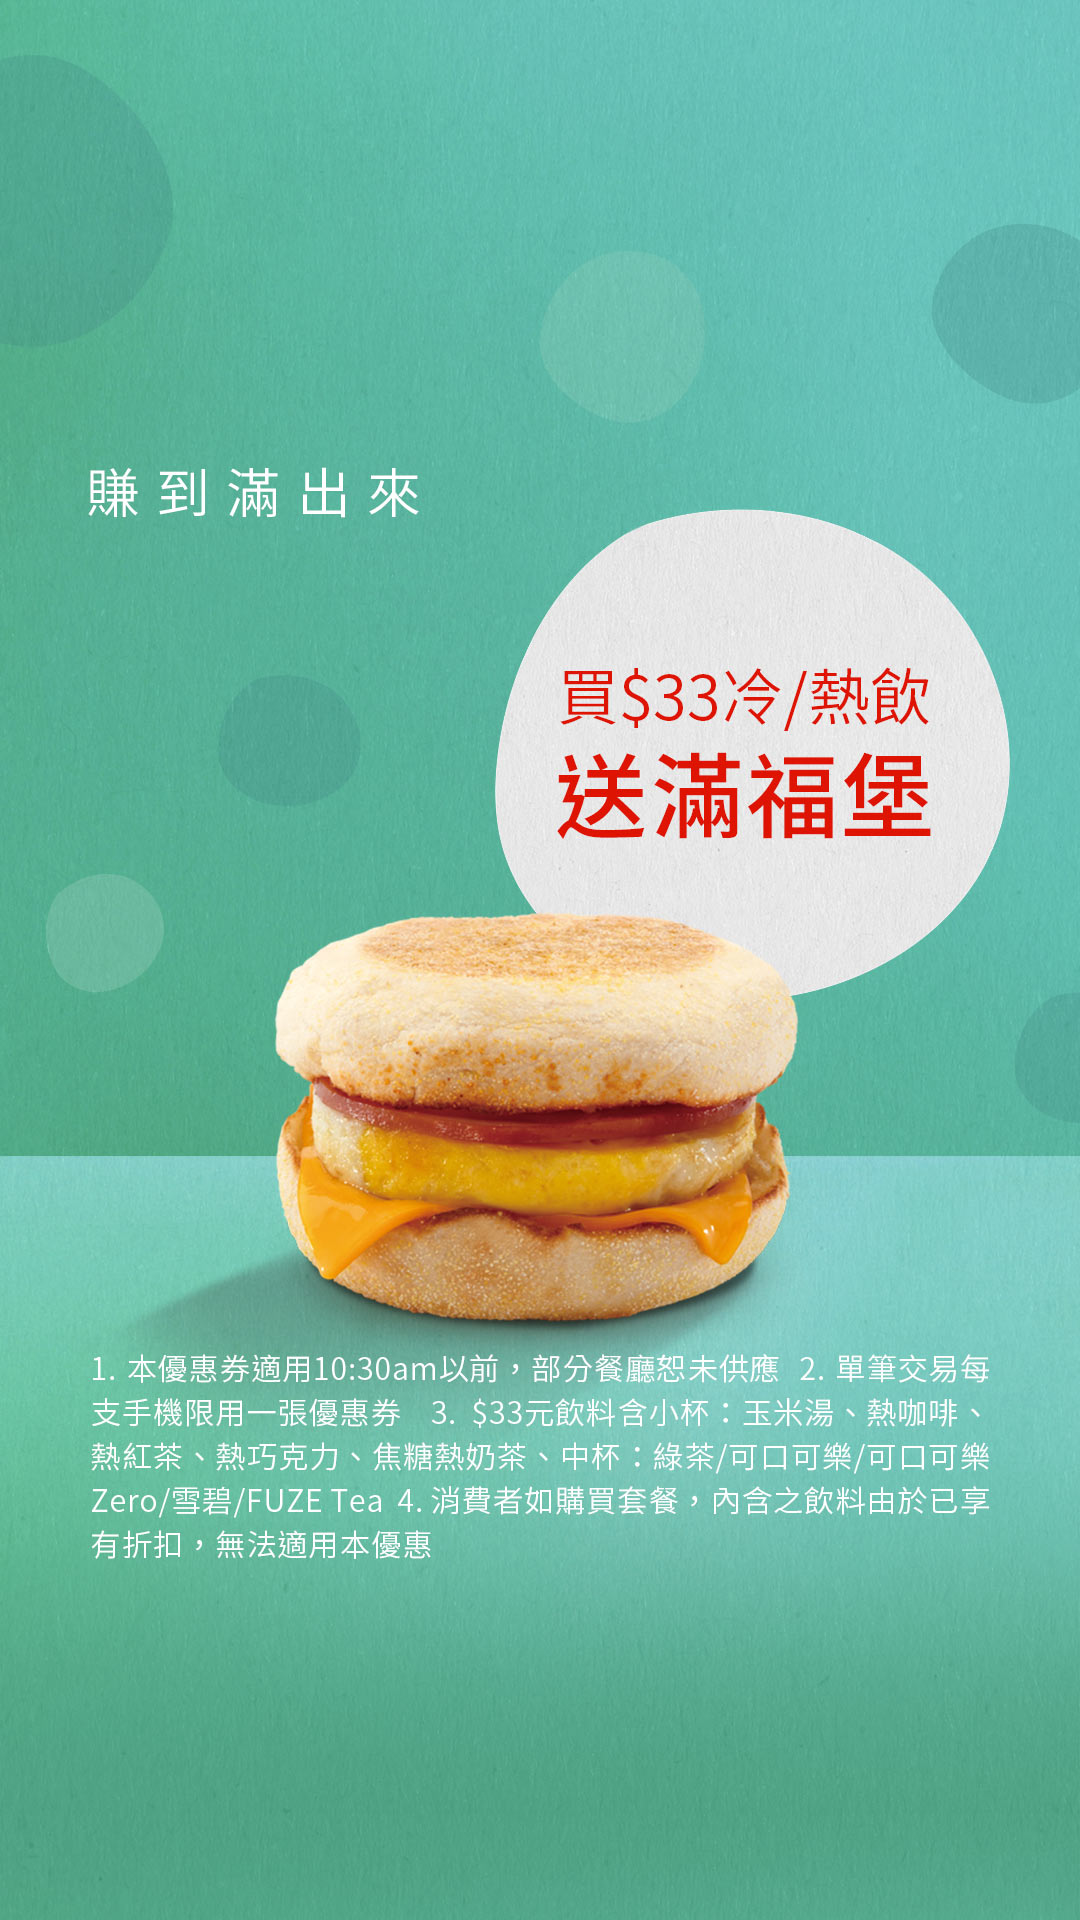 賺到滿出來
買$33冷/熱飲
送滿福堡
1. 本優惠券適用10:30am以前，部分餐廳恕未供應 2. 單筆交易每
支手機限用一張優惠券 3. $33元飲料含小杯：玉米湯、熱咖啡、
熱紅茶、熱巧克力、焦糖熱奶茶、中杯：綠茶/可口可樂/可口可樂
Zero/雪碧/FUZE Tea 4. 消費者如購買套餐，內含之飲料由於已享
有折扣，無法適用本優惠